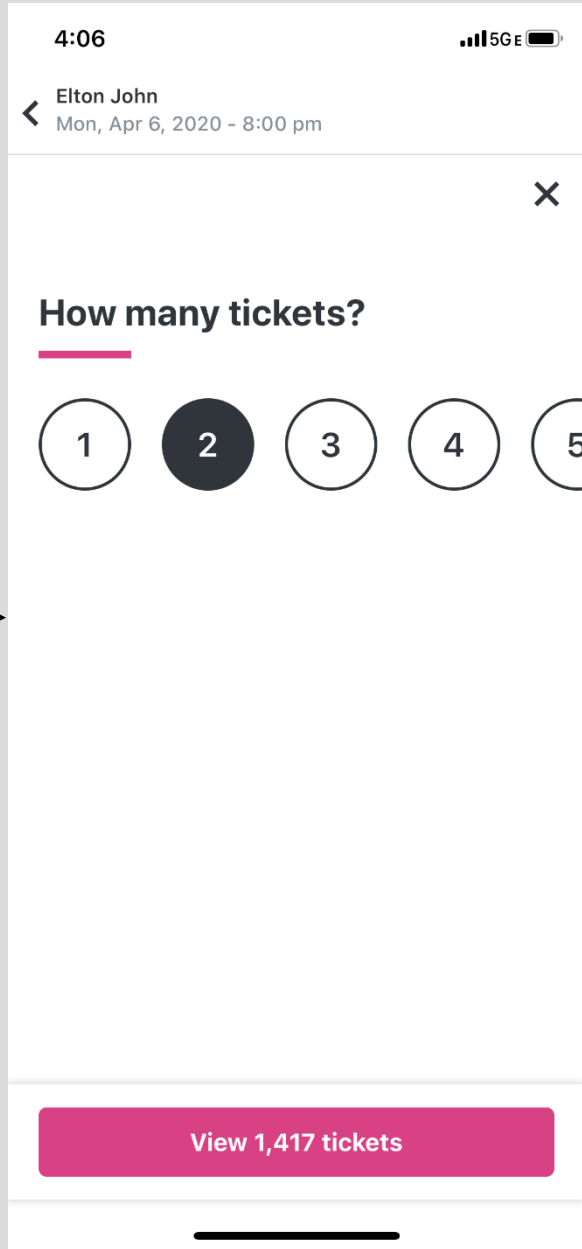 4:06 5G E
Elton John
Mon, Apr 6, 2020 - 8:00 pm
How many tickets?
1 2 3 4 5
View 1,417 tickets